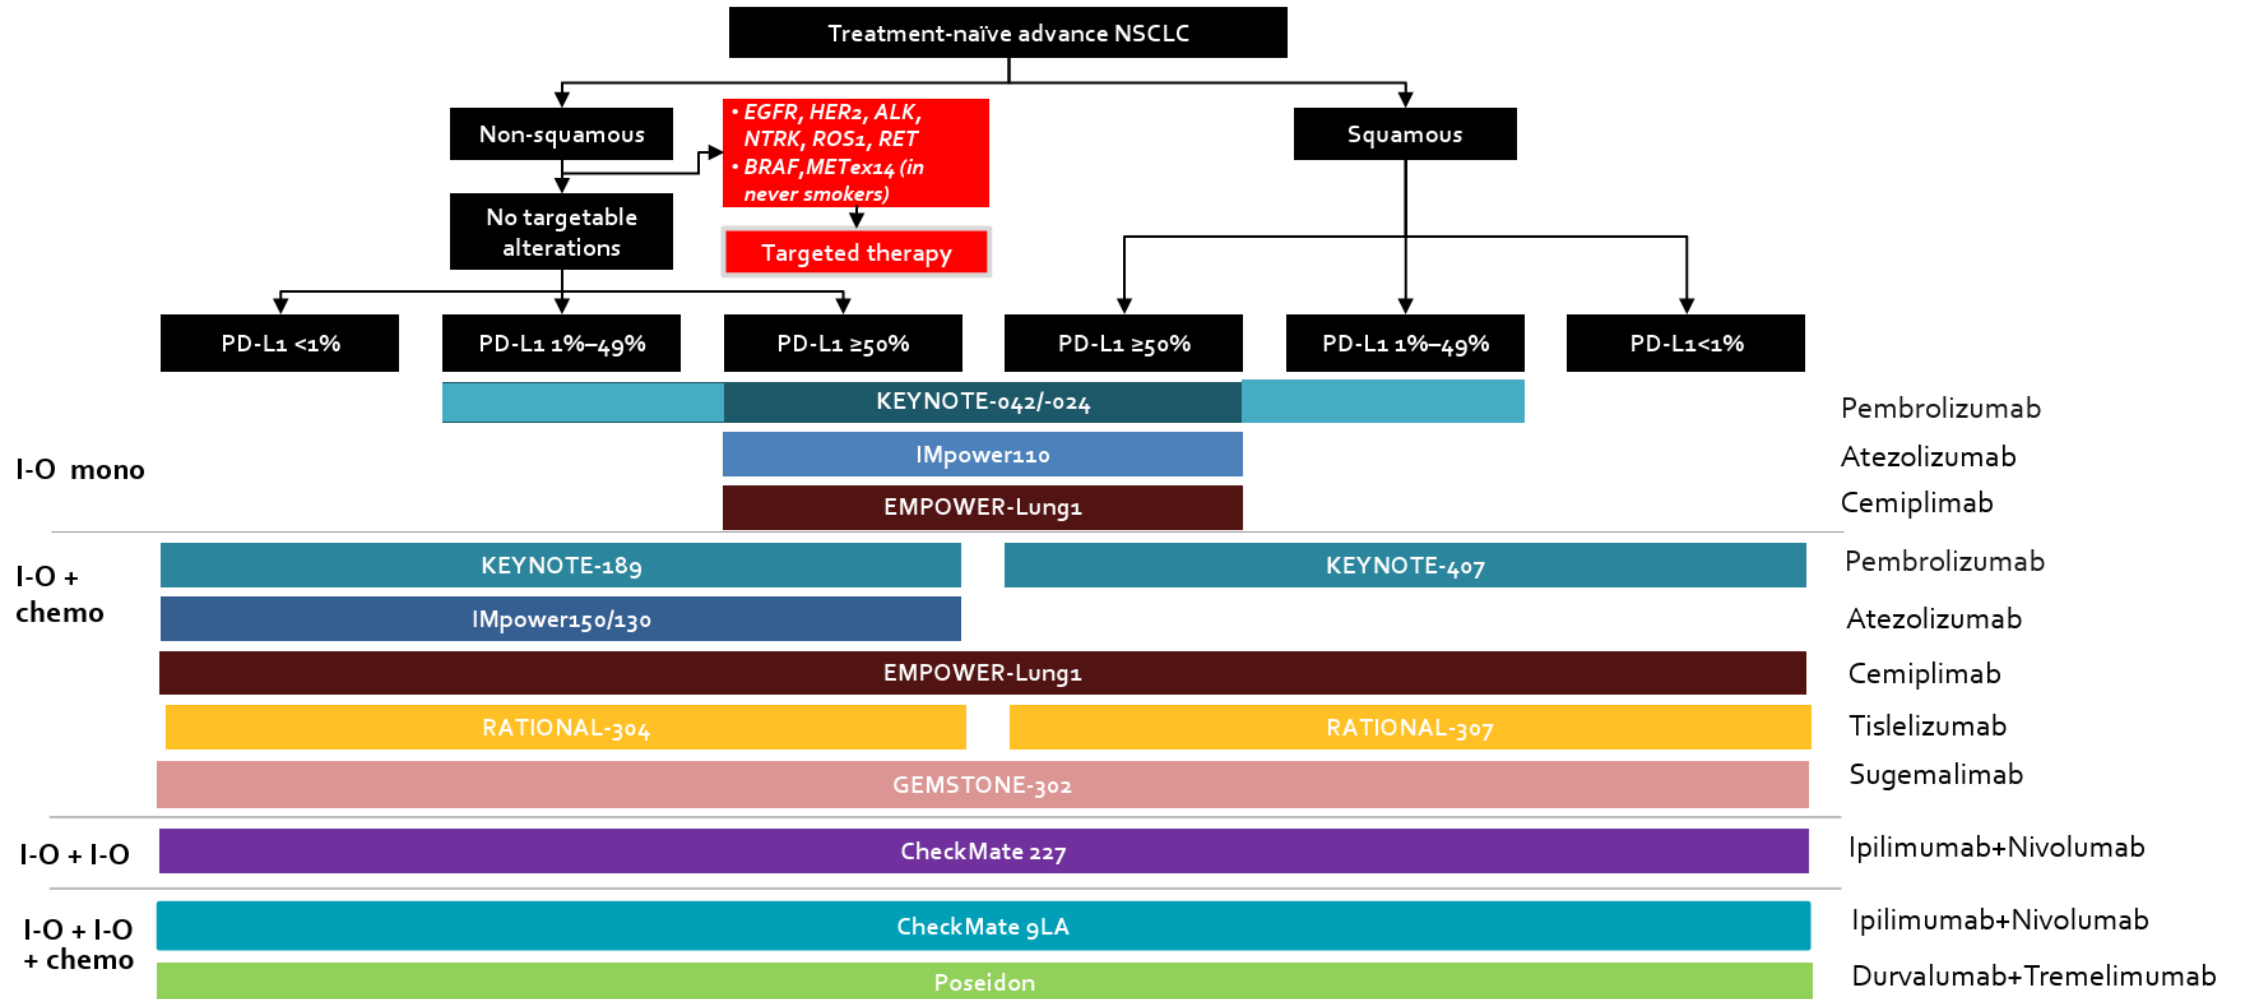 Treatment-naïve advance NSCLC
Non-squamous
• EGFR, HER2, ALK,
NTRK, ROS1, RET
• BRAF,METex14 (in
never smokers)
Squamous
No targetable
alterations
Targeted therapy
PD-L1 <1%
PD-L1 1%–49%
PD-L1 ≥50%
PD-L1 ≥50%
PD-L1 1%–49%
PD-L1<1%
I-O mono
KEYNOTE-042/-024
Pembrolizumab
IMpower110
Atezolizumab
EMPOWER-Lung1
Cemiplimab
I-O +
chemo
KEYNOTE-189
KEYNOTE-407
Pembrolizumab
IMpower150/130
Atezolizumab
EMPOWER-Lung1
Cemiplimab
RATIONAL-304
RATIONAL-307
Tislelizumab
GEMSTONE-302
Sugemalimab
I-O + I-O
CheckMate 227
Ipilimumab+Nivolumab
I-O + I-O
+ chemo
CheckMate 9LA
Ipilimumab+Nivolumab
Poseidon
Durvalumab+Tremelimumab